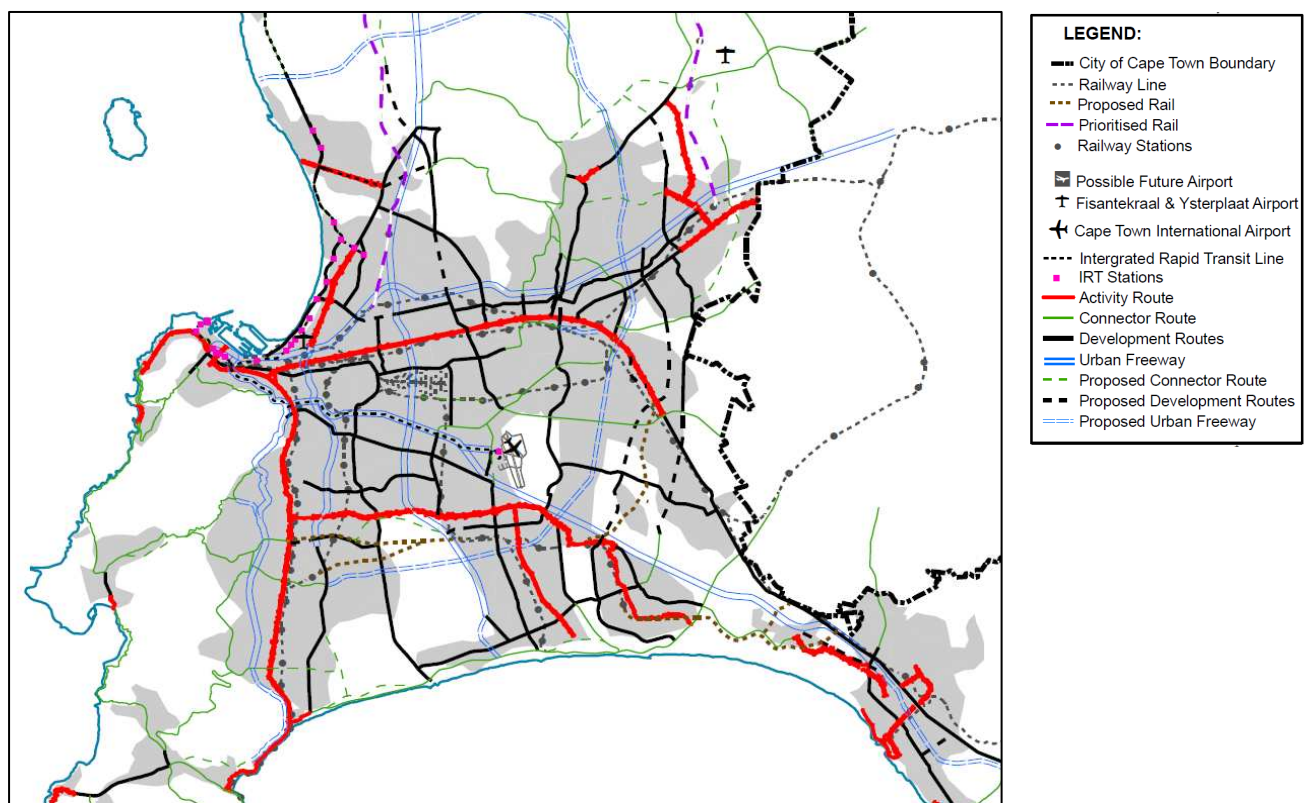 LEGEND:
City of Cape Town Boundary
Railway Line
Proposed Rail
Prioritised Rail
Railway Stations
Possible Future Airport
Fisantekraal & Ysterplaat Airport
Cape Town International Airport
Intergrated Rapid Transit Line
IRT Stations
Activity Route
Connector Route
Development Routes
Urban Freeway
Proposed Connector Route
Proposed Development Routes
Proposed Urban Freeway